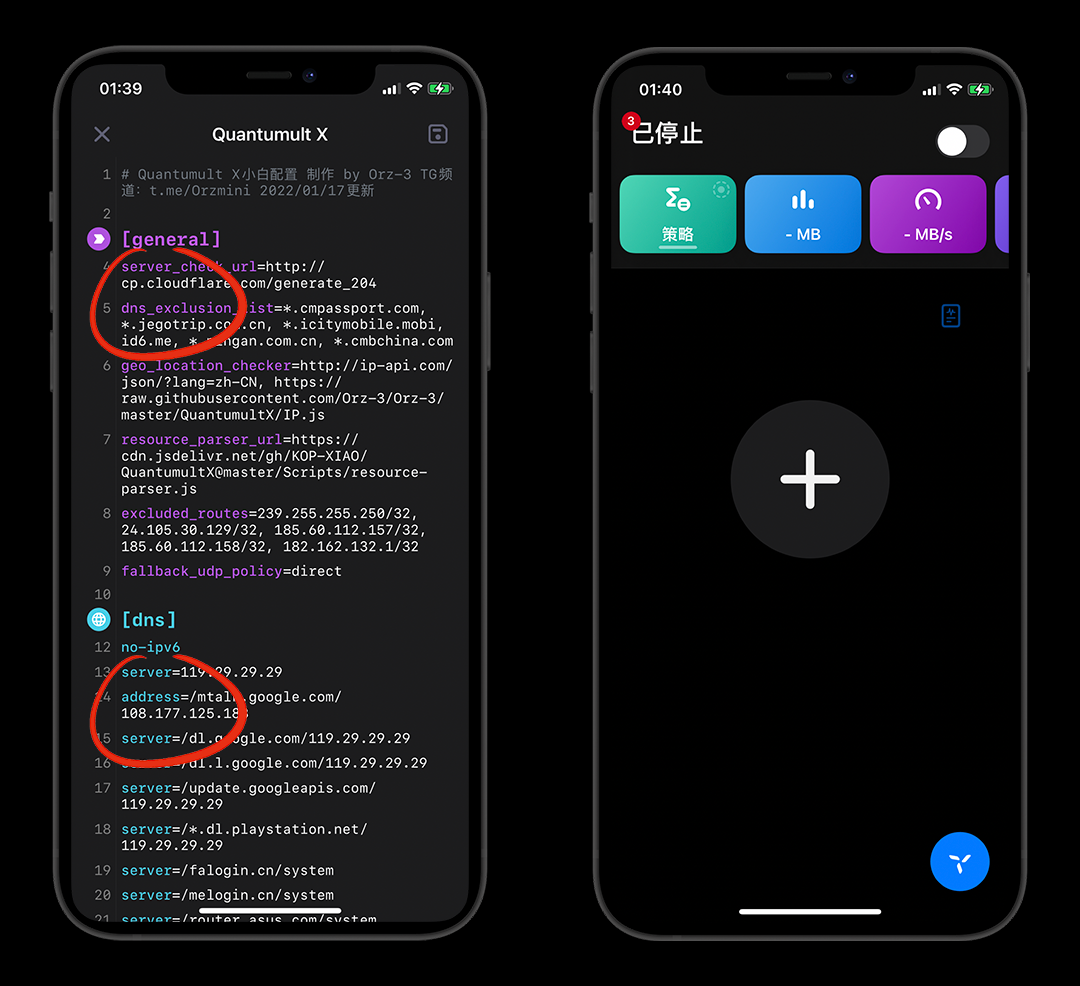 01:39
Quantumult X
1 # Quantumult X小白配置 制作 by Orz-3 TG频
道: t.me/Orzmini 2022/01/17更新
2
[general]
4 server_check_url=http://
cp.cloudflare.com/generate_204
5 dns_exclusion_list=*.cmpassport.com,
*.jegotrip.com.cn, *.icitymobile.mobi,
id6.me, *.pingan.com.cn, *.cmbchina.com
6 geo_location_checker=http://ip-api.com/
json/?lang=zh-CN, https://
raw.githubusercontent.com/Orz-3/Orz-3/
master/QuantumultX/IP.js
7 resource_parser_url=https://
cdn.jsdelivr.net/gh/KOP-XIAO/
QuantumultX@master/Scripts/resource-
parser.js
8 excluded_routes=239.255.255.250/32,
24.105.30.129/32, 185.60.112.157/32,
185.60.112.158/32, 182.162.132.1/32
9 fallback_udp_policy=direct
10
[dns]
12 no-ipv6
13 server=119.29.29.29
14 address=/mtalk.google.com/
108.177.125.188
15 server=/dl.google.com/119.29.29.29
16 server=/dl.l.google.com/119.29.29.29
17 server=/update.googleapis.com/
119.29.29.29
18 server=/*.dl.playstation.net/
119.29.29.29
19 server=/falogin.cn/system
20 server=/melogin.cn/system
21 server=/router.asus.com/system
01:40
3
已停止
策略
- MB
- MB/s